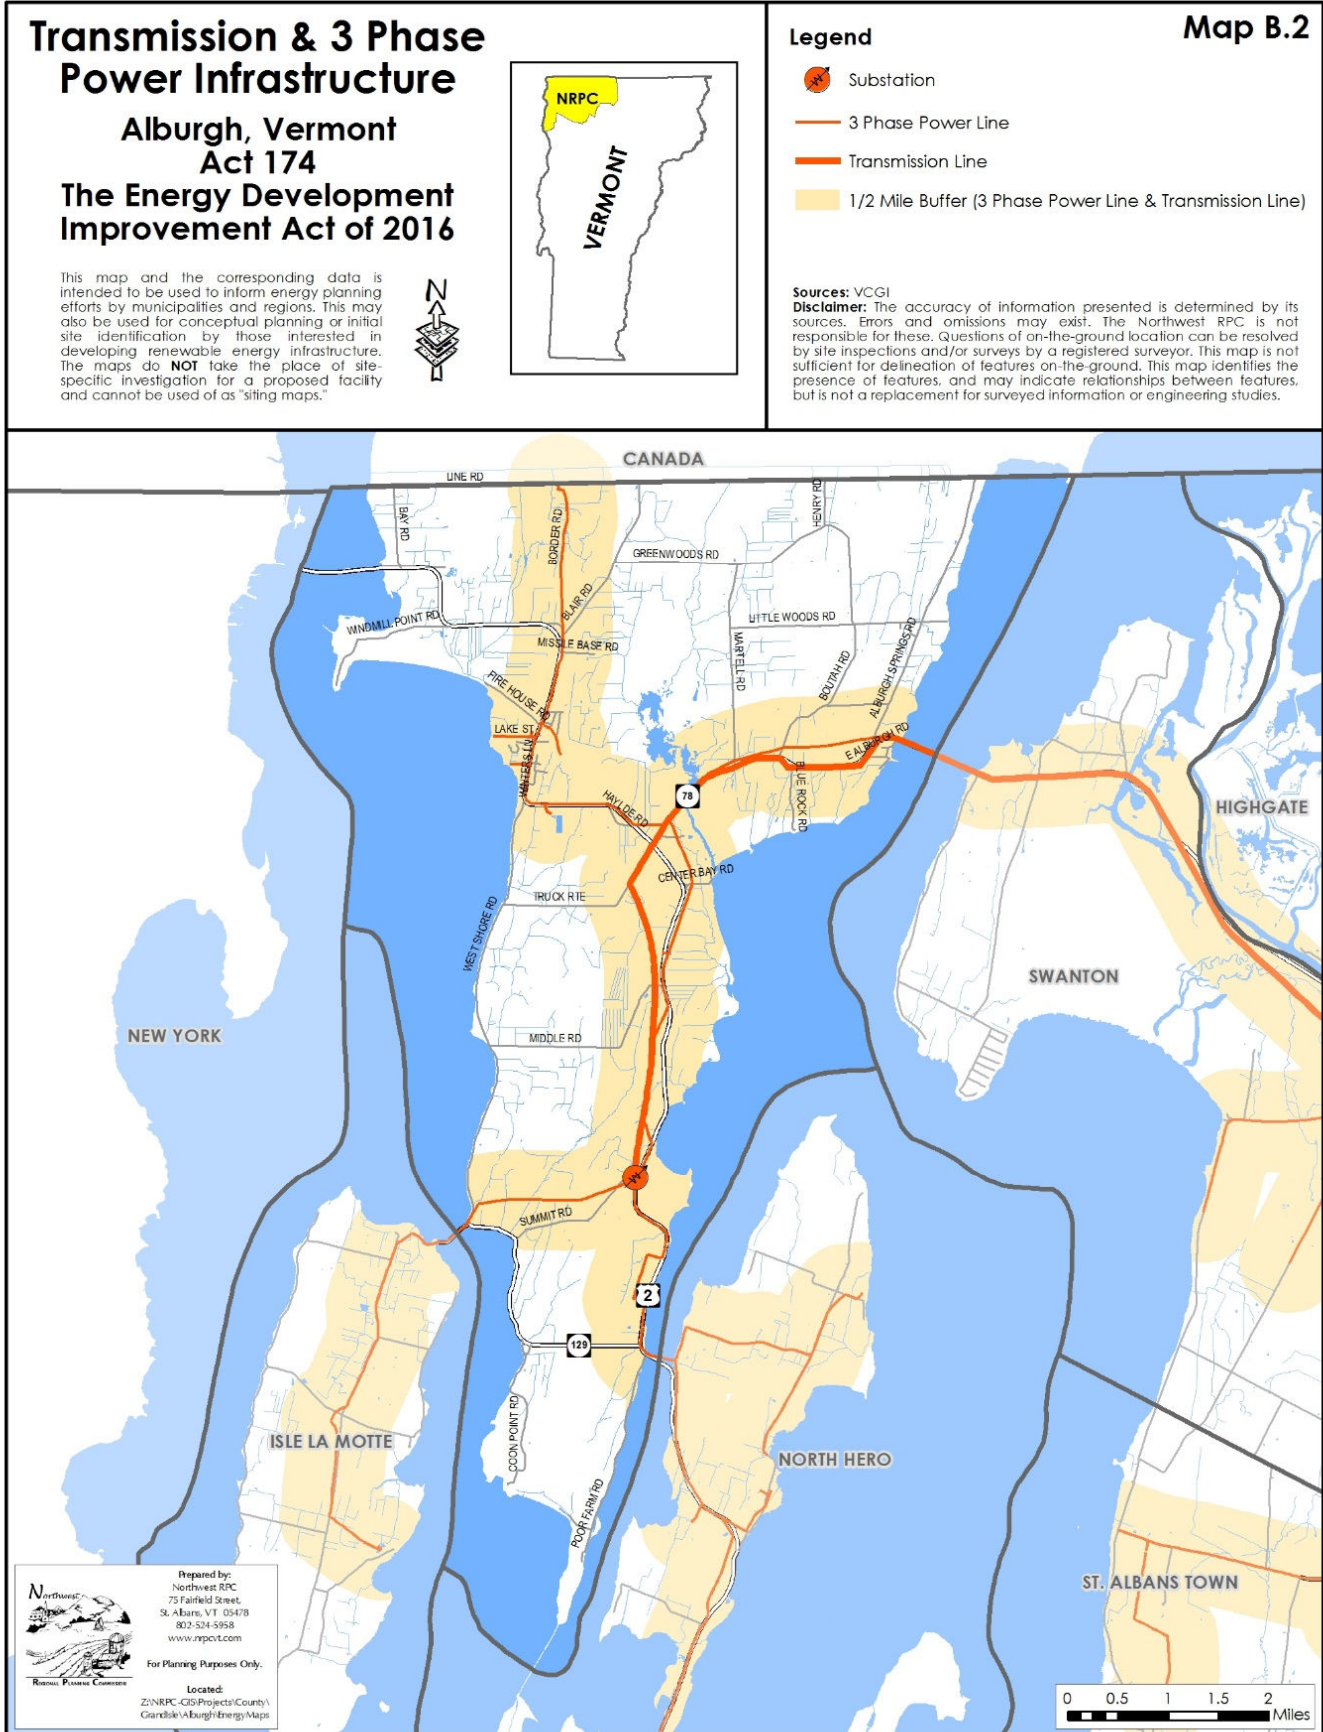 Transmission & 3 Phase
Power Infrastructure
Alburgh, Vermont
Act 174
The Energy Development
Improvement Act of 2016
This map and the corresponding data is
intended to be used to inform energy planning
efforts by municipalities and regions. This may
also be used for conceptual planning or initial
site identification by those interested in
developing renewable energy infrastructure.
The maps do NOT take the place of site-
specific investigation for a proposed facility
and cannot be used of as "siting maps."
N
NRPC
VERMONT
Map B.2
Legend
Substation
3 Phase Power Line
Transmission Line
1/2 Mile Buffer (3 Phase Power Line & Transmission Line)
Sources: VCGI
Disclaimer: The accuracy of information presented is determined by its
sources. Errors and omissions may exist. The Northwest RPC is not
responsible for these. Questions of on-the-ground location can be resolved
by site inspections and/or surveys by a registered surveyor. This map is not
sufficient for delineation of features on-the-ground. This map identifies the
presence of features, and may indicate relationships between features,
but is not a replacement for surveyed information or engineering studies.
CANADA
LINE RD
BAY RD
BORDER RD
HENRY RD
GREENWOODS RD
BLAIR RD
WINDMILL POINT RD
LITTLE WOODS RD
MISSLE BASE RD
MARTELL RD
BOUTAH RD
ALBURGH SPRINGS RD
FIRE HOUSE RD
LAKE ST
E ALBURGH RD
WATERS LN
BLUE ROCK RD
78
HIGHGATE
CENTER BAY RD
TRUCK RTE
WEST SHORE RD
SWANTON
NEW YORK
MIDDLE RD
SUMMIT RD
2
129
COON POINT RD
ISLE LA MOTTE
NORTH HERO
POOR FARM RD
ST. ALBANS TOWN
Northwest
REGIONAL PLANNING COMMISSION
Prepared by:
Northwest RPC
75 Fairfield Street,
St. Albans, VT 05478
802-524-5958
www.nrpcvt.com
For Planning Purposes Only.
Located:
Z:\NRPC-GIS\Projects\County\
GrandIsle\Alburgh\EnergyMaps
0 0.5 1 1.5 2
Miles